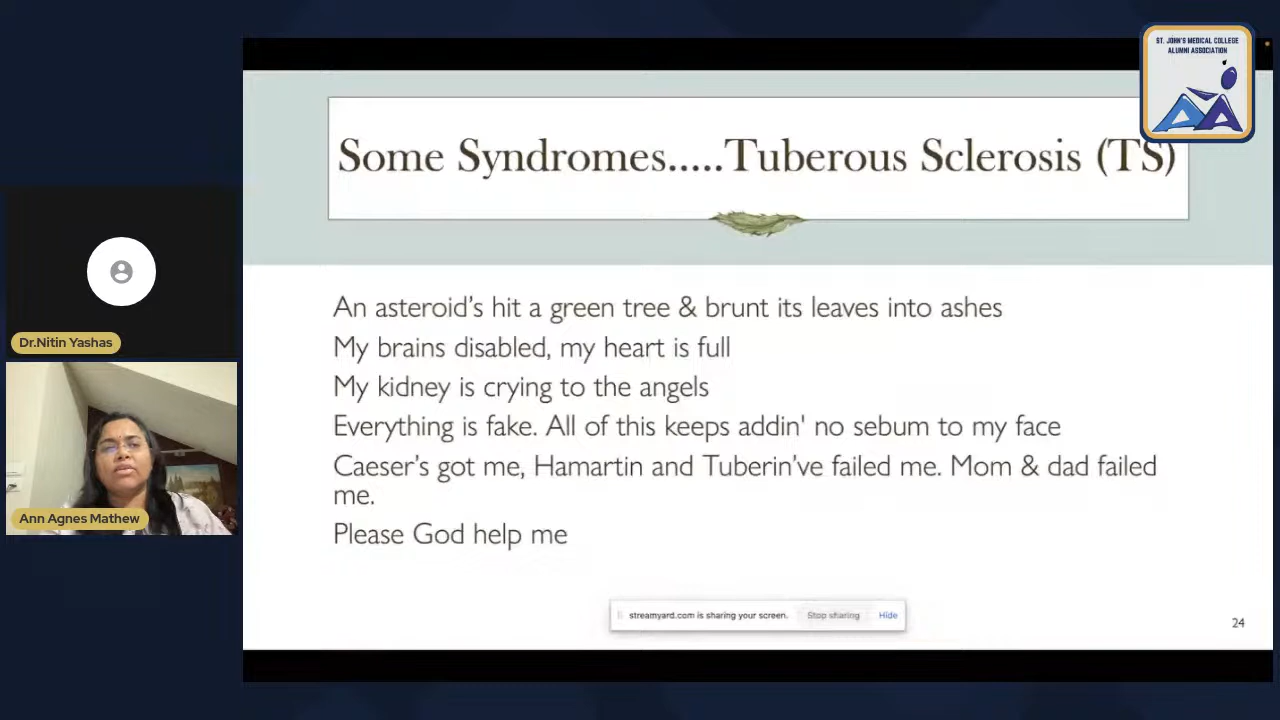 ST. JOHN'S MEDICAL COLLEGE
ALUMNI ASSOCIATION
Some Syndromes.....Tuberous Sclerosis (TS)
An asteroid's hit a green tree & brunt its leaves into ashes
My brains disabled, my heart is full
My kidney is crying to the angels
Everything is fake. All of this keeps addin' no sebum to my face
Caeser's got me, Hamartin and Tuberin've failed me. Mom & dad failed
me.
Please God help me
Dr.Nitin Yashas
Ann Agnes Mathew
streamyard.com is sharing your screen. Stop sharing Hide
24